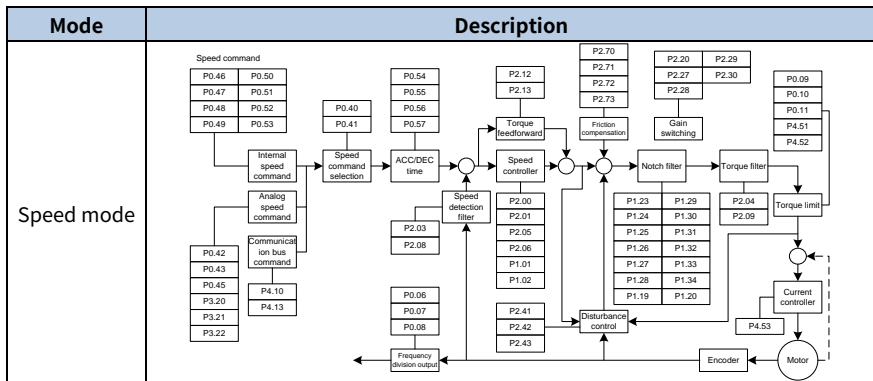 Mode Description
Speed mode
Speed command
P0.46 P0.50
P0.47 P0.51
P0.48 P0.52
P0.49 P0.53
P0.40
P0.41
P0.54
P0.55
P0.56
P0.57
P2.12
P2.13
P2.70
P2.71
P2.72
P2.73
P2.20 P2.29
P2.27 P2.30
P2.28
P0.09
P0.10
P0.11
P4.51
P4.52
Internal
speed
command
Speed
command
selection
ACC/DEC
time
Torque
feedforward
Speed
controller
Friction
compensation
Gain
switching
Notch filter
Torque filter
Torque limit
Analog
speed
command
Communicat
ion bus
command
Speed
detection
filter
P2.03
P2.08
P2.00
P2.01
P2.05
P2.06
P1.01
P1.02
P1.23 P1.29
P1.24 P1.30
P1.25 P1.31
P1.26 P1.32
P1.27 P1.33
P1.28 P1.34
P1.19 P1.20
P2.04
P2.09
P0.42
P0.43
P0.45
P3.20
P3.21
P3.22
P4.10
P4.13
P0.06
P0.07
P0.08
P2.41
P2.42
P2.43
Disturbance
control
Current
controller
P4.53
Frequency
division output
Encoder
Motor